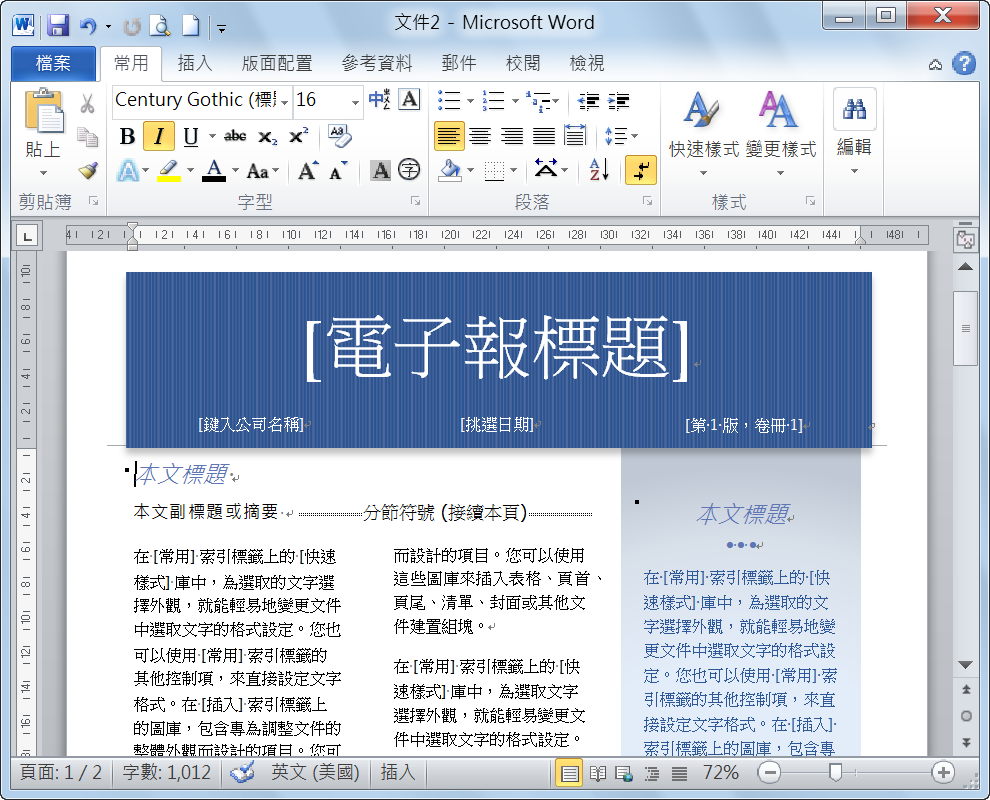 文件2 - Microsoft Word
檔案 常用 插入 版面配置 參考資料 郵件 校閱 檢視
貼上
剪貼簿
Century Gothic (標 16
B I U abc x₂ x²
A A Aa A A A 字
字型
段落
快速樣式 變更樣式
樣式
編輯
[電子報標題]
[鍵入公司名稱] [挑選日期] [第·1·版，卷冊·1]
本文標題·
本文副標題或摘要·
分節符號 (接續本頁)
在·[常用]·索引標籤上的·[快速
樣式]·庫中，為選取的文字選
擇外觀，就能輕易地變更文件
中選取文字的格式設定。您也
可以使用·[常用]·索引標籤的
其他控制項，來直接設定文字
格式。在·[插入]·索引標籤上
的圖庫，包含專為調整文件的
整體外觀而設計的項目。您可
而設計的項目。您可以使用
這些圖庫來插入表格、頁首、
頁尾、清單、封面或其他文
件建置組塊。
在·[常用]·索引標籤上的·[快
速樣式]·庫中，為選取文字
選擇外觀，就能輕易變更文
件中選取文字的格式設定。
本文標題
在·[常用]·索引標籤上的·[快
速樣式]·庫中，為選取的文
字選擇外觀，就能輕易地變
更文件中選取文字的格式設
定。您也可以使用·[常用]·索
引標籤的其他控制項，來直
接設定文字格式。在·[插入]·
索引標籤上的圖庫，包含專
頁面: 1 / 2 字數: 1,012 英文 (美國) 插入 72%